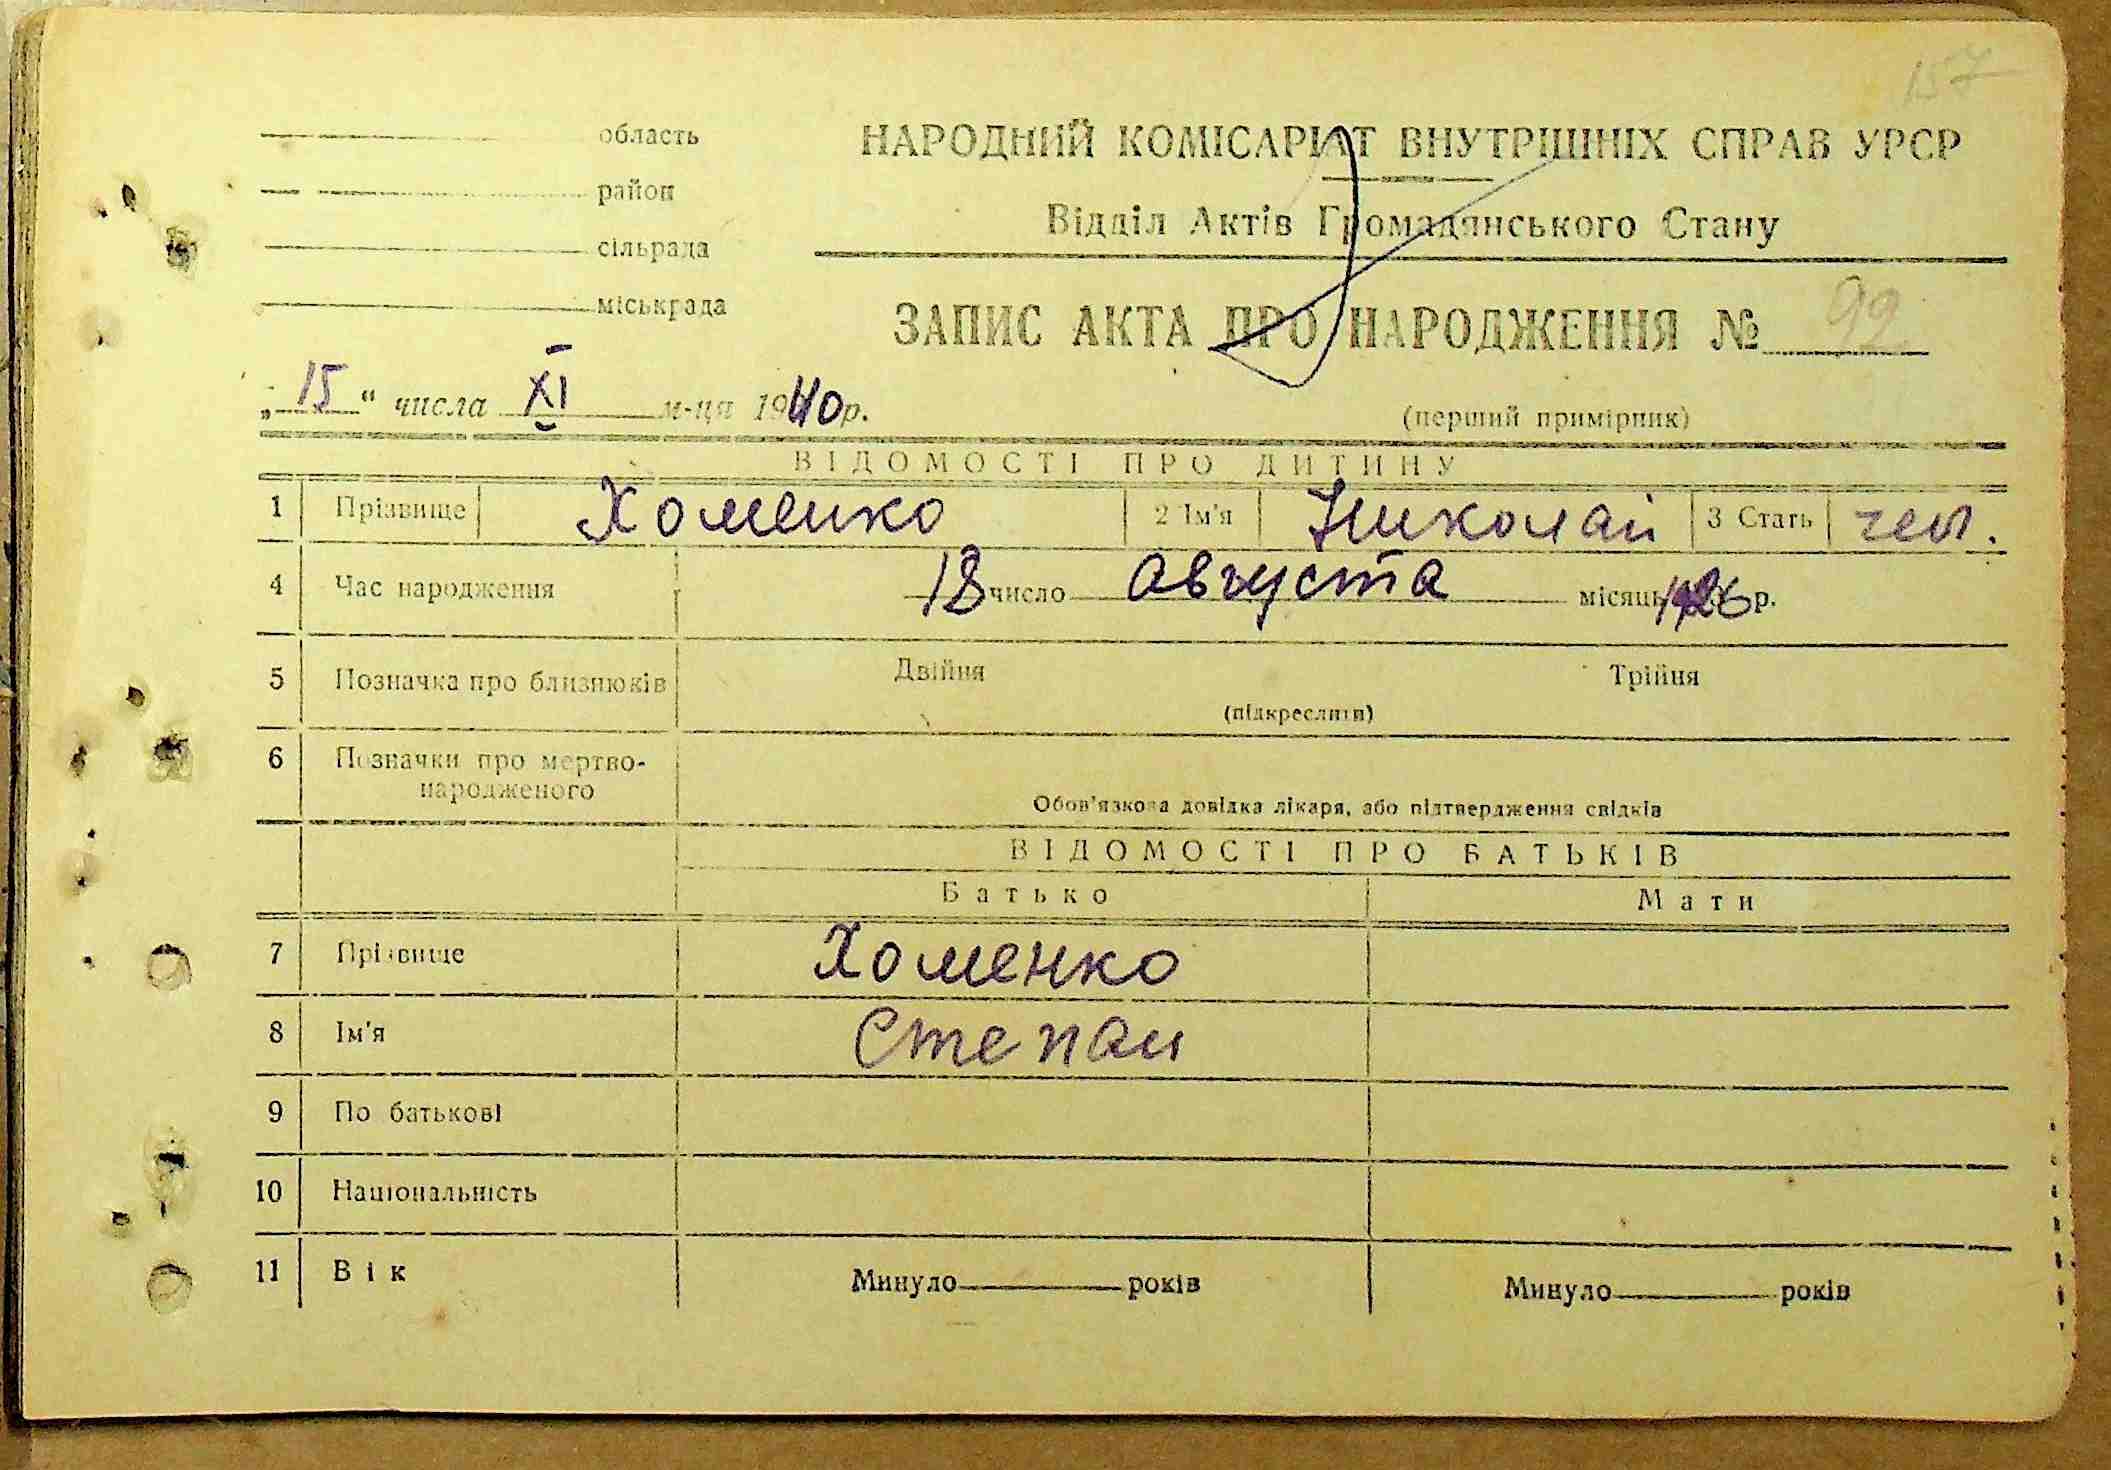 157
область
район
сільрада
міськрада
НАРОДНИЙ КОМІСАРІАТ ВНУТРІШНІХ СПРАВ УРСР
Відділ Актів Громадянського Стану
ЗАПИС АКТА ПРО НАРОДЖЕННЯ № 92
„15“ числа XI м-ця 1940р.
(перший примірник)
ВІДОМОСТІ ПРО ДИТИНУ
1 Прізвище Хоменко 2 Ім'я Николай 3 Стать чол.
4 Час народження 18 число августа місяць 1926 р.
5 Позначка про близнюків Двійня Трійня
(підкреслити)
6 Позначки про мертво-
народженого
Обов'язкова довідка лікаря, або підтвердження свідків
ВІДОМОСТІ ПРО БАТЬКІВ
Батько Мати
7 Прізвище Хоменко
8 Ім'я Степан
9 По батькові
10 Національність
11 Вік Минуло років Минуло років